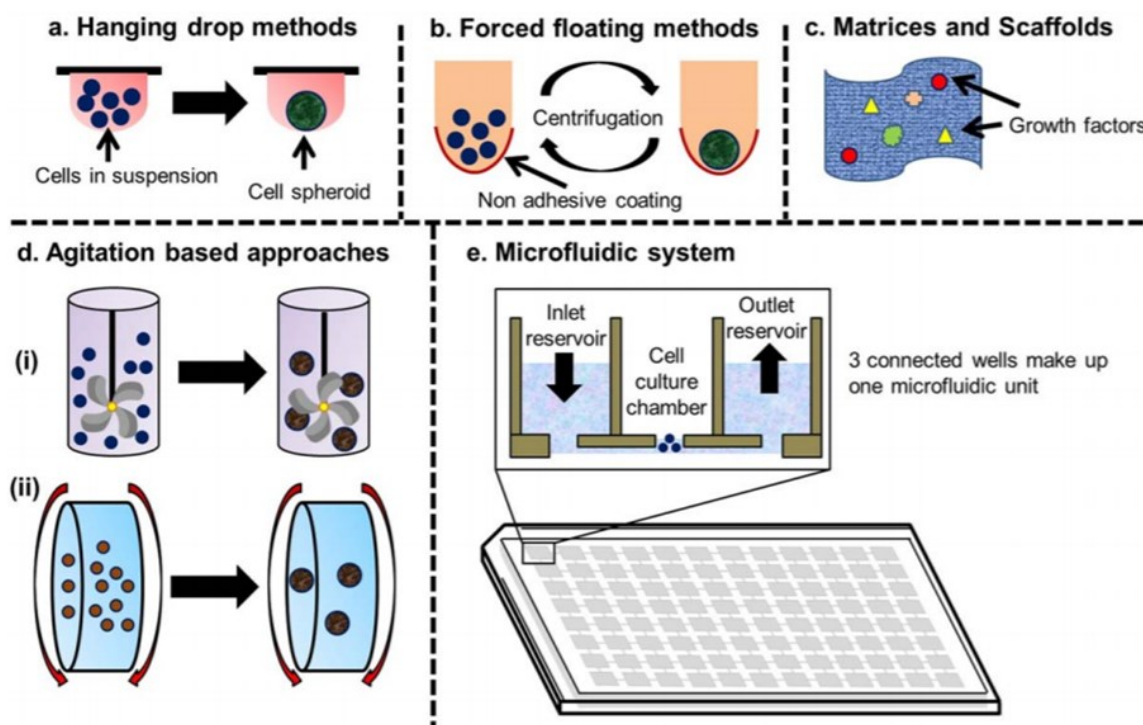 a. Hanging drop methods
Cells in suspension
Cell spheroid
b. Forced floating methods
Centrifugation
Non adhesive coating
c. Matrices and Scaffolds
Growth factors
d. Agitation based approaches
(i)
(ii)
e. Microfluidic system
Inlet
reservoir
Cell
culture
chamber
Outlet
reservoir
3 connected wells make up
one microfluidic unit